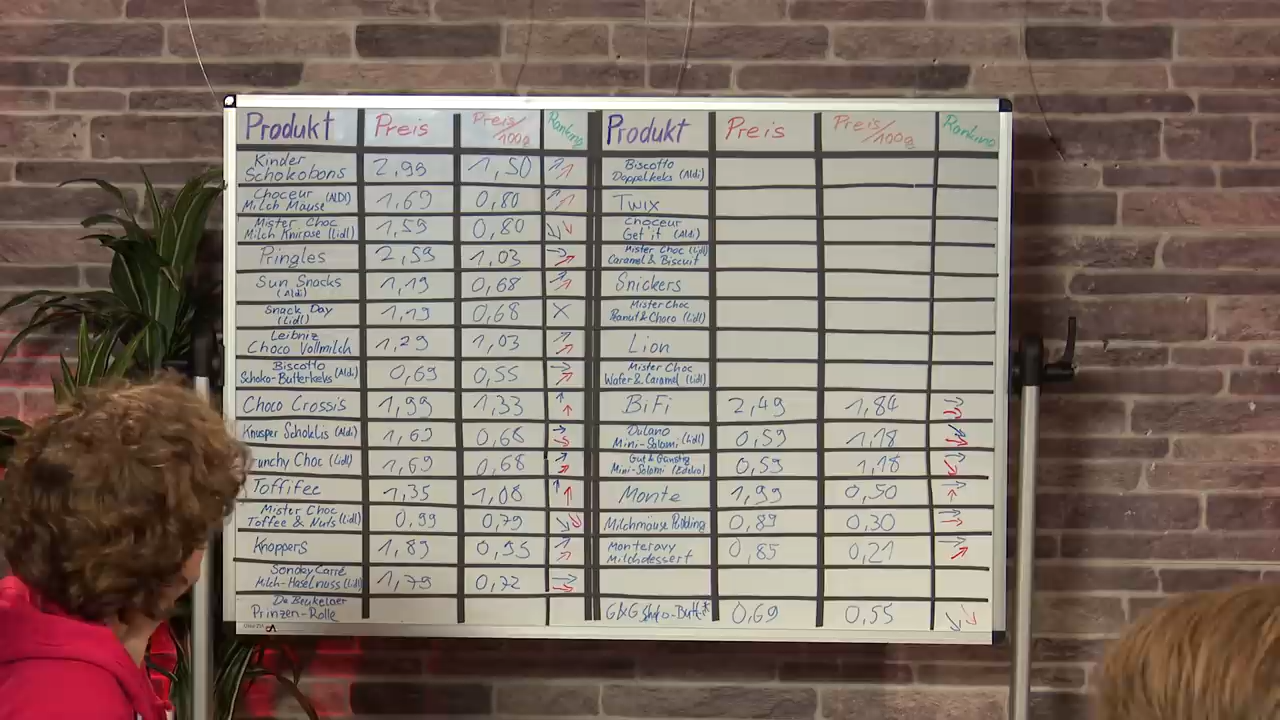 Produkt Preis Preis/100g Ranking
Kinder Schokobons 2,99 1,50
Choceur (ALDI) Milch Mäuse 1,69 0,80
Mister Choc Milch Knirpse (Lidl) 1,59 0,80
Pringles 2,59 1,03
Sun Snacks (Aldi) 1,19 0,68
Snack Day (Lidl) 1,19 0,68 X
Leibniz Choco Vollmilch 1,29 1,03
Biscotto Schoko-Butterkeks (Aldi) 0,69 0,55
Choco Crossis 1,99 1,33
Knusper Schoklis (Aldi) 1,69 0,68
runchy Choc (Lidl) 1,69 0,68
Toffifee 1,35 1,08
Mister Choc Toffee & Nuts (Lidl) 0,99 0,79
Knoppers 1,89 0,95
Sonday Carré Milch-Haselnuss (Lidl) 1,79 0,72
De Beukelaer Prinzen-Rolle
Produkt Preis Preis/100g Ranking
Biscotto Doppelkeks (Aldi)
Twix
Choceur Get it (Aldi)
Mister Choc (Lidl) Caramel & Biscuit
Snickers
Mister Choc Peanut & Choco (Lidl)
Lion
Mister Choc Wafer & Caramel (Lidl)
BiFi 2,49 1,84
Dulano Mini-Salami (Lidl) 0,59 1,18
Gut & Günstig Mini-Salami (Edeka) 0,59 1,18
Monte 1,99 0,50
Milchmäuse Pudding 0,89 0,30
Monteravy Milchdessert 0,85 0,21
G&G Schoko-Butt* 0,69 0,55